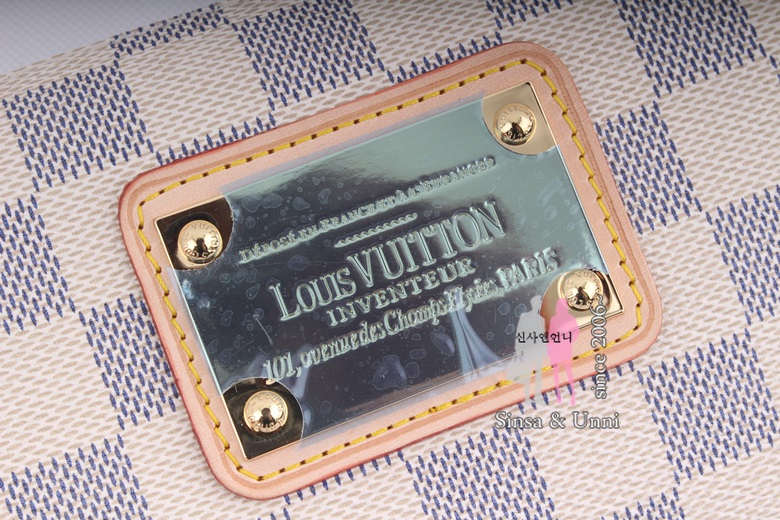 DÉPOSÉ EN FRANCE ET A L'ÉTRANGER
LOUIS VUITTON
INVENTEUR
101, avenue des Champs Elysées, PARIS
신사앤언니
since 2006
Sinsa & Unni